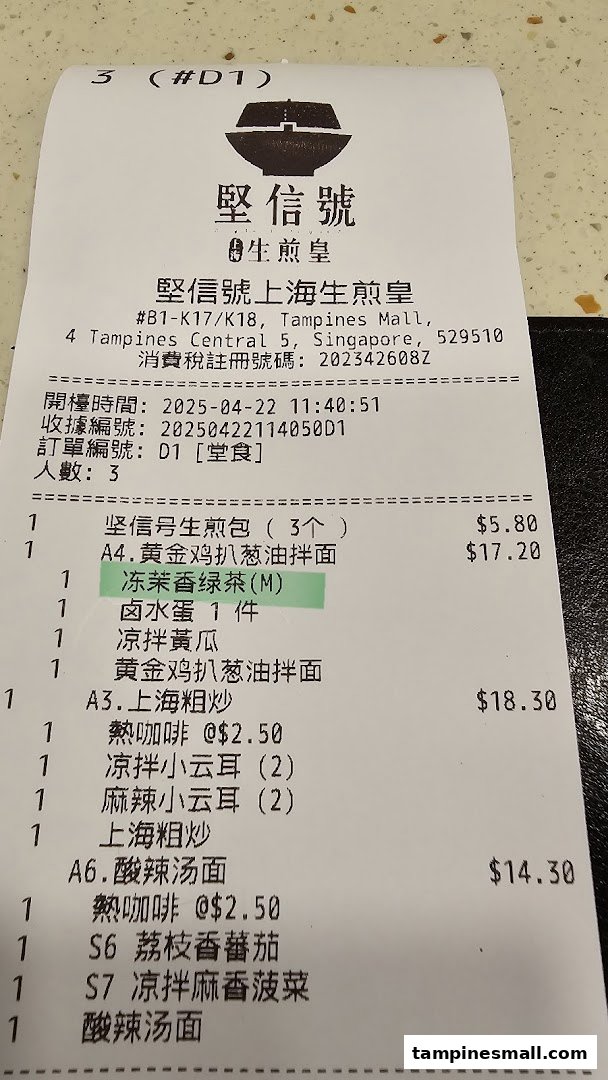 3 (#D1)
堅信號
上海生煎皇
堅信號上海生煎皇
#B1-K17/K18, Tampines Mall,
4 Tampines Central 5, Singapore, 529510
消費稅註冊號碼: 202342608Z
開檯時間: 2025-04-22 11:40:51
收據編號: 20250422114050D1
訂單編號: D1 [堂食]
人數: 3
1 坚信号生煎包 ( 3个 ) $5.80
1 A4.黄金鸡扒葱油拌面 $17.20
1 冻茉香绿茶(M)
1 卤水蛋 1 件
1 凉拌黃瓜
1 黄金鸡扒葱油拌面
1 A3.上海粗炒 $18.30
1 熱咖啡 @$2.50
1 凉拌小云耳 (2)
1 麻辣小云耳 (2)
1 上海粗炒
A6.酸辣汤面 $14.30
1 熱咖啡 @$2.50
1 S6 荔枝香蕃茄
1 S7 凉拌麻香菠菜
1 酸辣汤面
tampinesmall.com